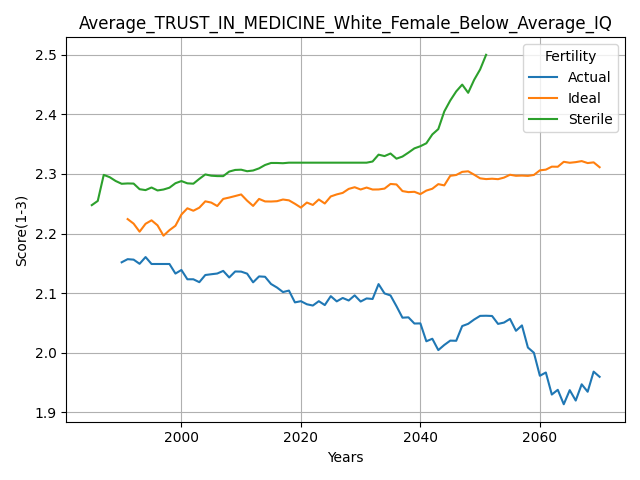 Average_TRUST_IN_MEDICINE_White_Female_Below_Average_IQ
Fertility
Actual
Ideal
Sterile
Score(1-3)
2.5
2.4
2.3
2.2
2.1
2.0
1.9
2000
2020
2040
2060
Years